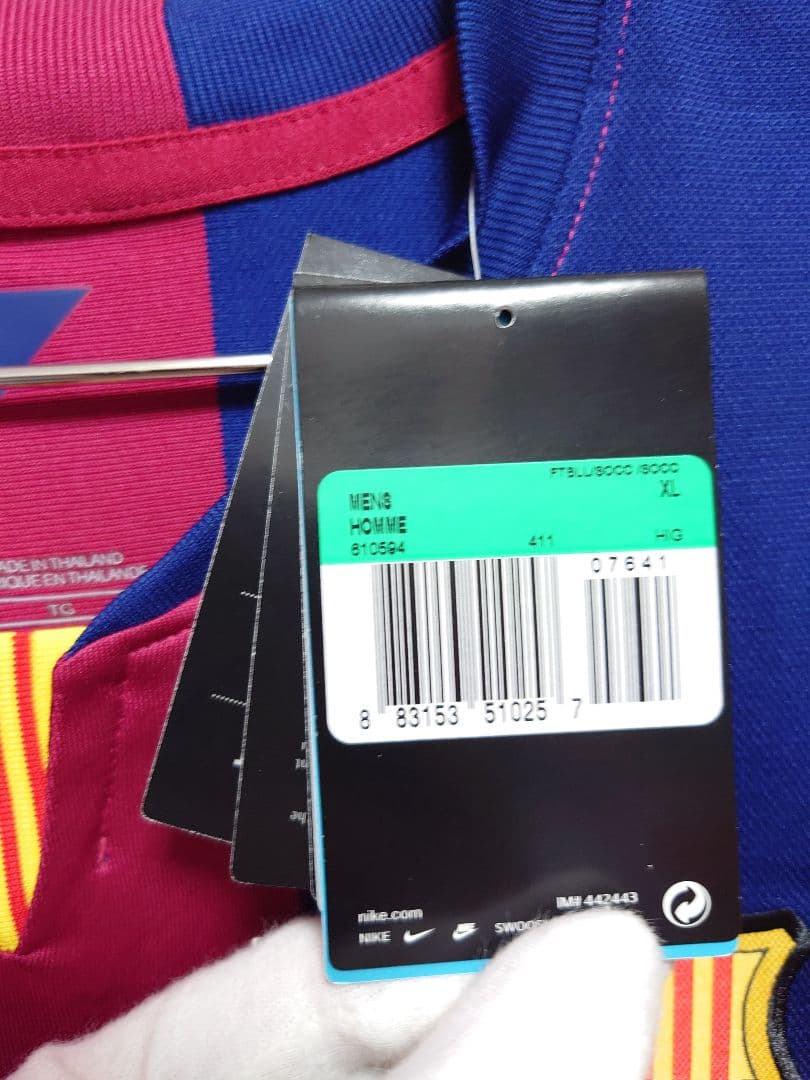 FTBLL/SOCC /SOCC
MENS
XL
HOMME
610594 411 HIG
07641
8 83153 51025 7
MADE IN THAILAND
RIQUE EN THAILANDE
TG
IM# 442443
nike.com
NIKE